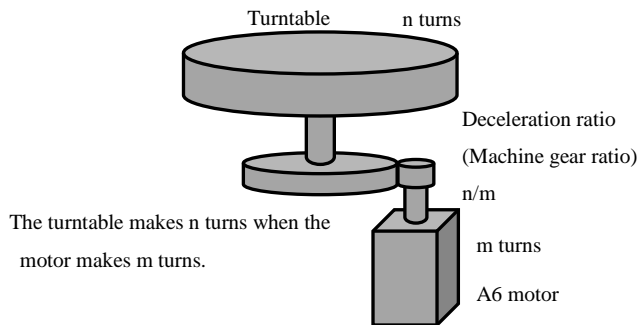 Turntable n turns
Deceleration ratio
(Machine gear ratio)
n/m
The turntable makes n turns when the
motor makes m turns.
m turns
A6 motor